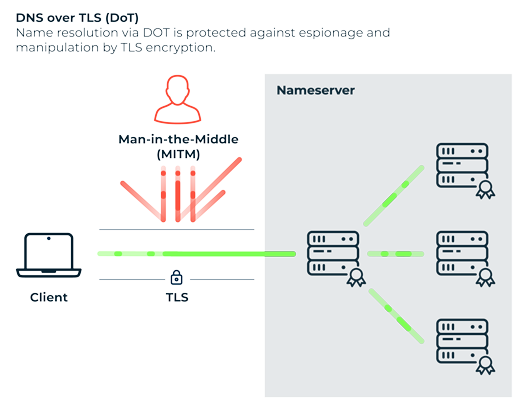 DNS over TLS (DoT)
Name resolution via DOT is protected against espionage and
manipulation by TLS encryption.
Nameserver
Man-in-the-Middle
(MITM)
Client
TLS